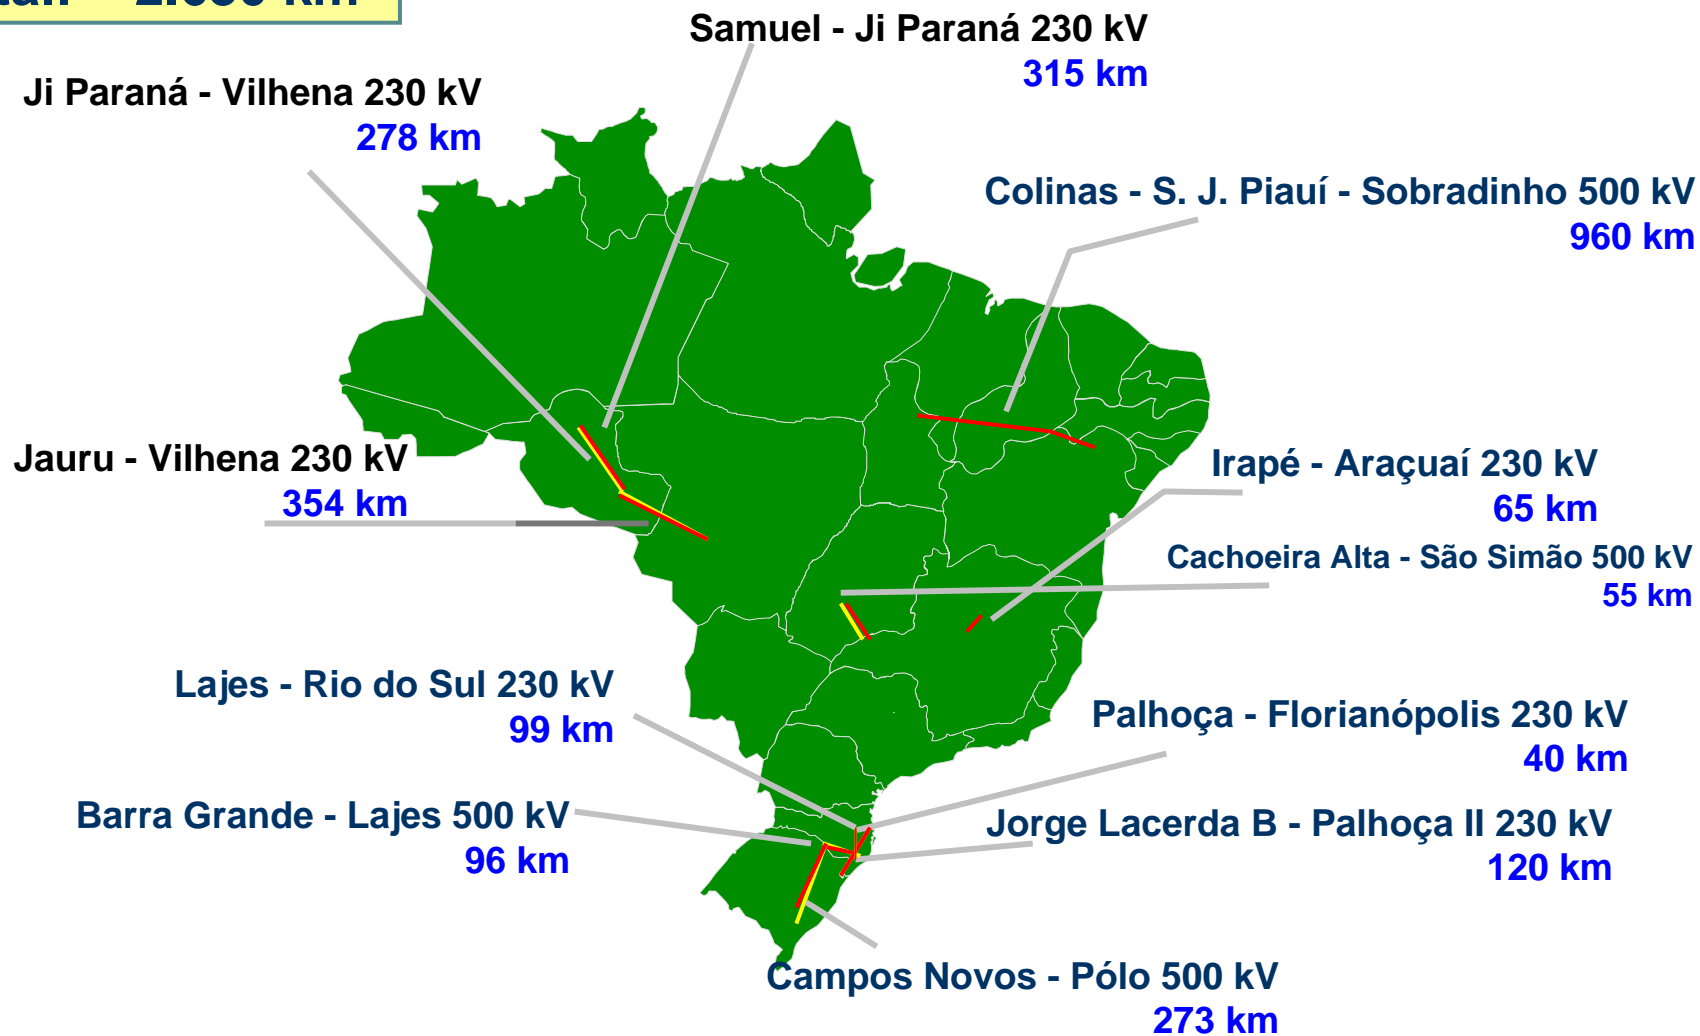 km
Samuel - Ji Paraná 230 kV
315 km
Ji Paraná - Vilhena 230 kV
278 km
Colinas - S. J. Piauí - Sobradinho 500 kV
960 km
Jauru - Vilhena 230 kV
354 km
Irapé - Araçuaí 230 kV
65 km
Cachoeira Alta - São Simão 500 kV
55 km
Lajes - Rio do Sul 230 kV
99 km
Palhoça - Florianópolis 230 kV
40 km
Barra Grande - Lajes 500 kV
96 km
Jorge Lacerda B - Palhoça II 230 kV
120 km
Campos Novos - Pólo 500 kV
273 km